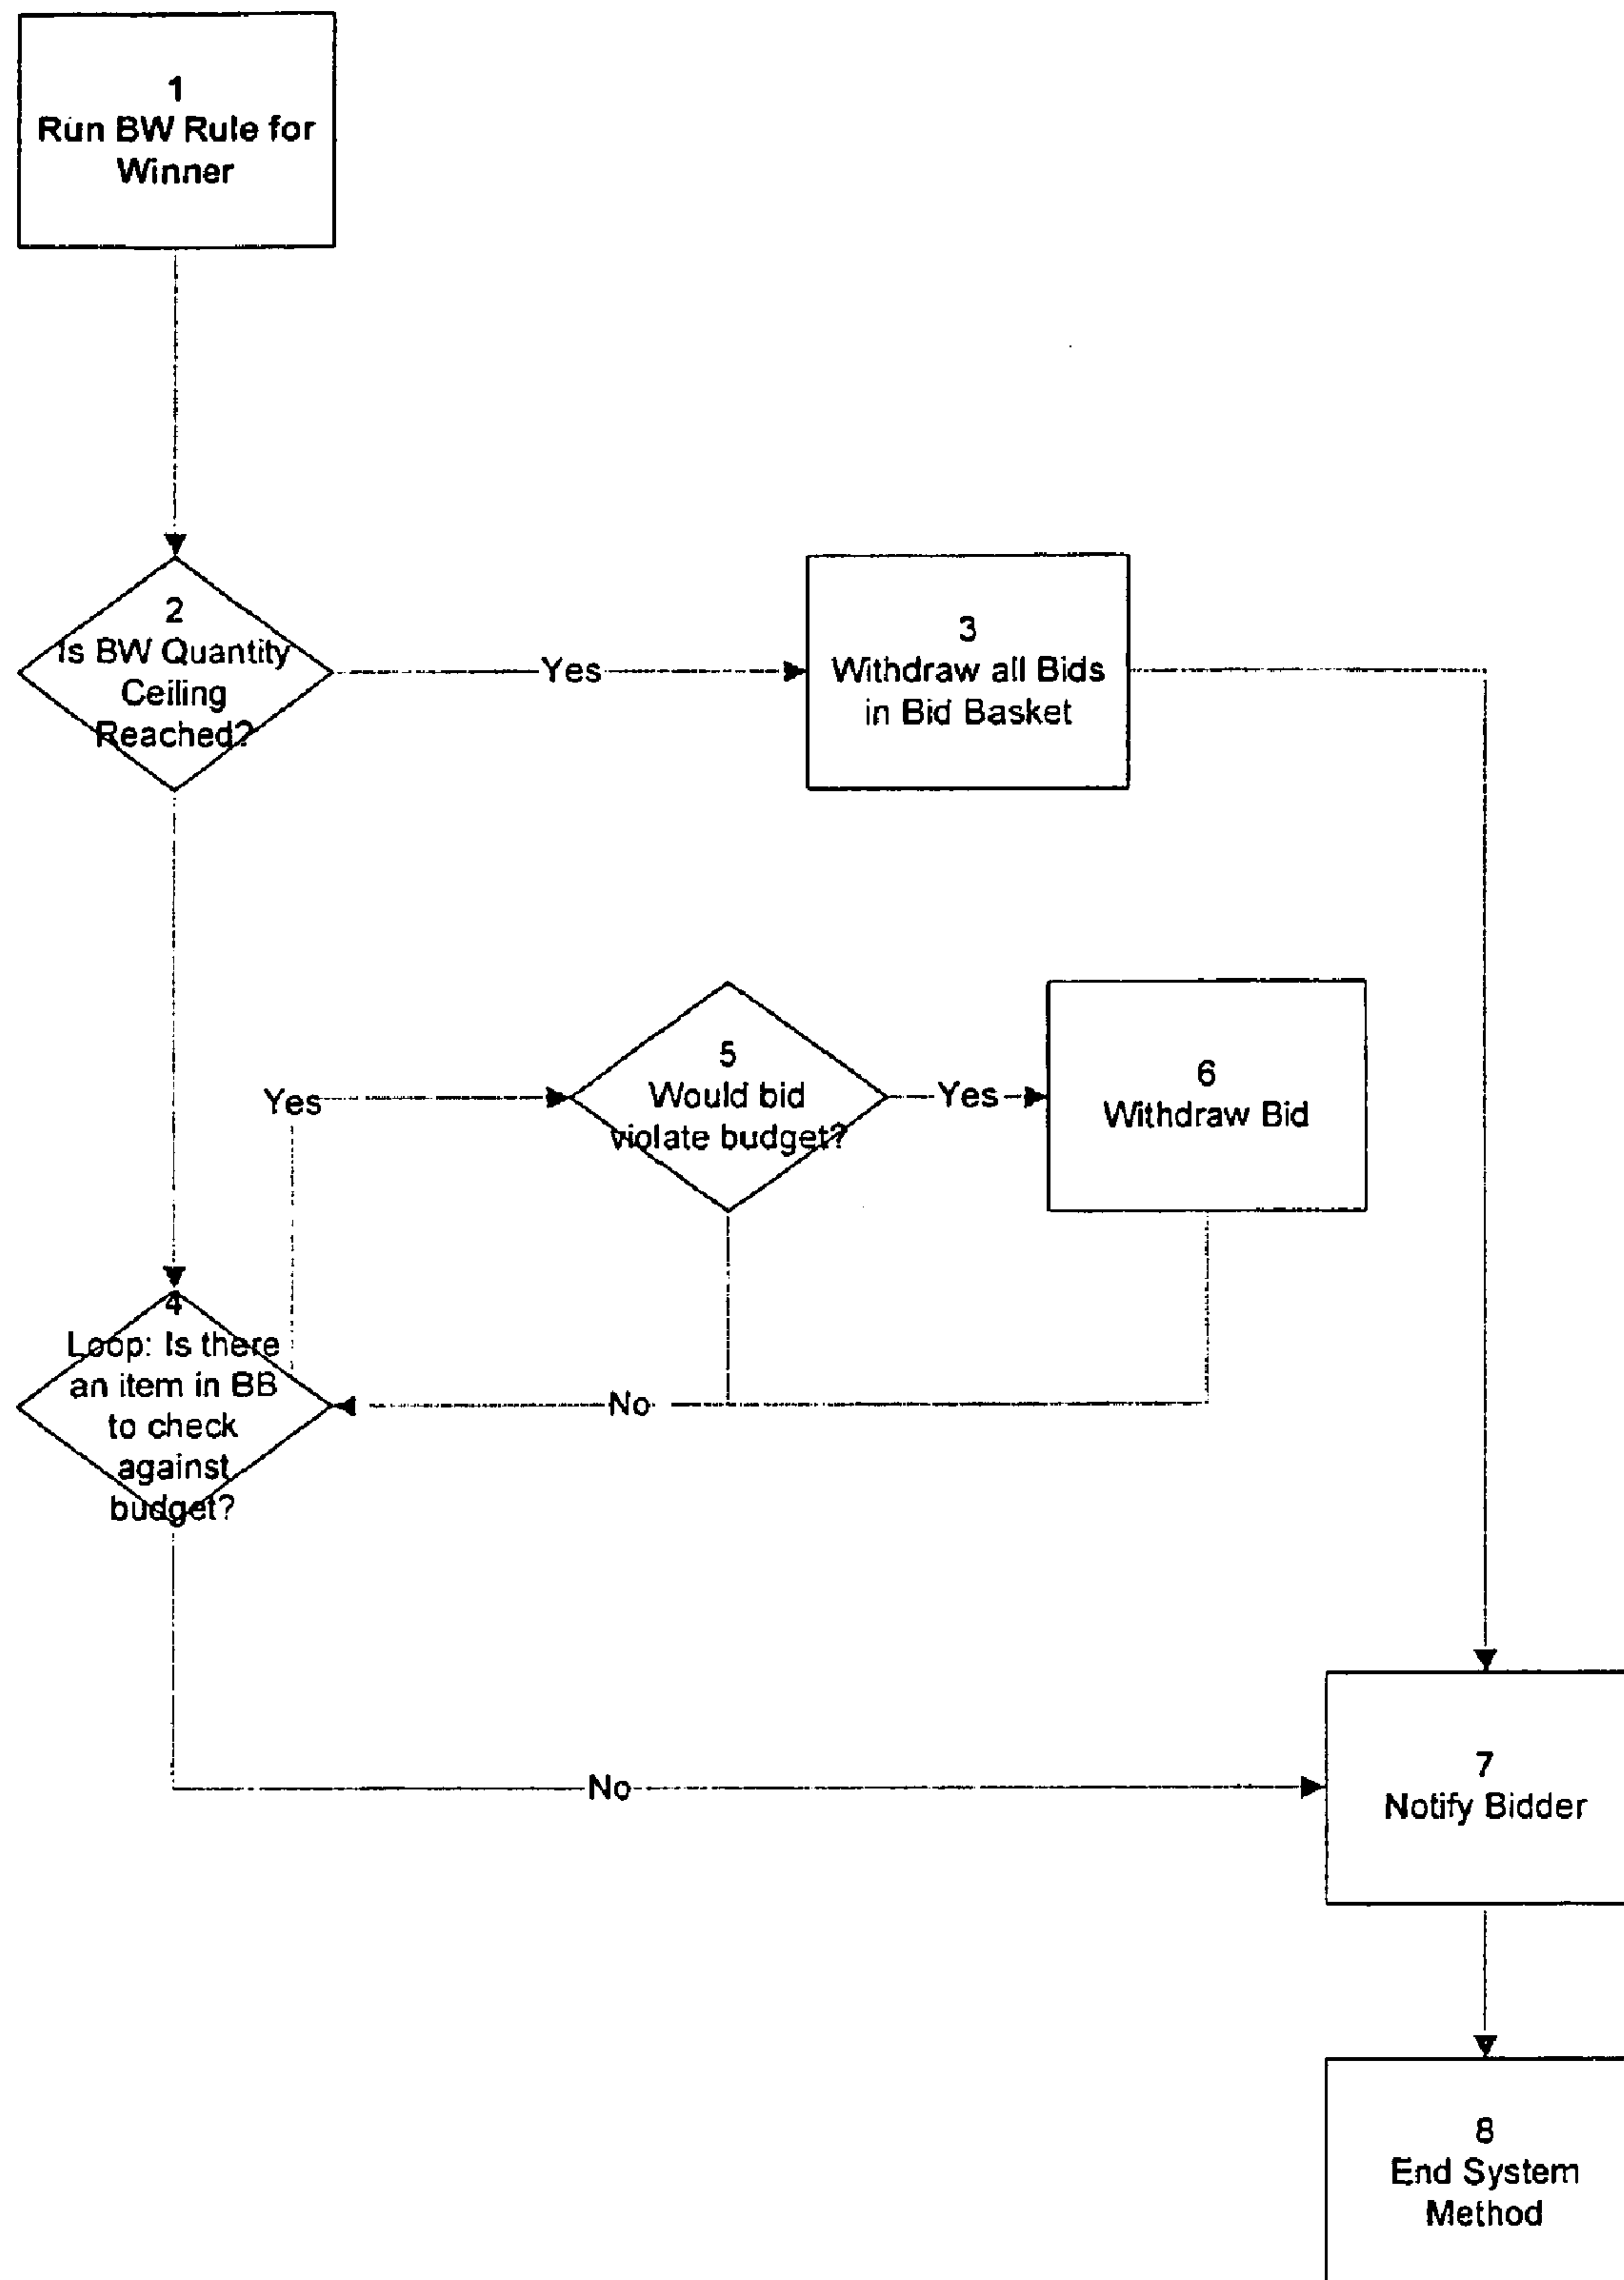 1
Run BW Rule for
Winner
2
Is BW Quantity
Ceiling
Reached?
Yes
3
Withdraw all Bids
in Bid Basket
Yes
5
Would bid
violate budget?
Yes
6
Withdraw Bid
4
Loop: Is there
an item in BB
to check
against
budget?
No
No
7
Notify Bidder
8
End System
Method